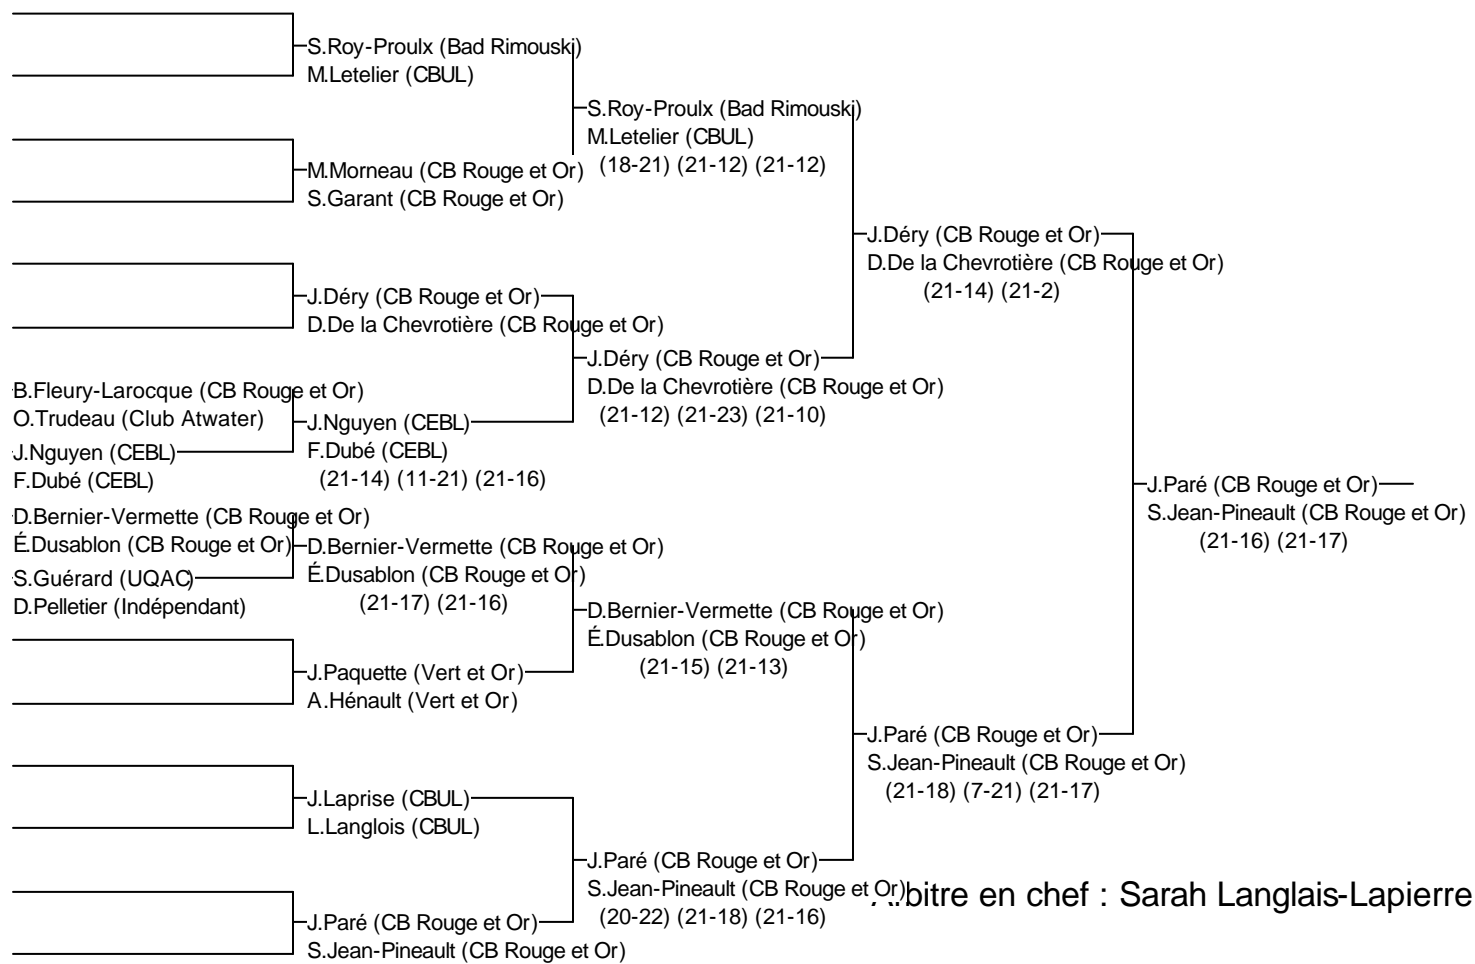 S.Roy-Proulx (Bad Rimouski)
M.Letelier (CBUL)
M.Morneau (CB Rouge et Or)
S.Garant (CB Rouge et Or)
J.Déry (CB Rouge et Or)
D.De la Chevrotière (CB Rouge et Or)
B.Fleury-Larocque (CB Rouge et Or)
O.Trudeau (Club Atwater)
J.Nguyen (CEBL)
F.Dubé (CEBL)
J.Nguyen (CEBL)
F.Dubé (CEBL)
(21-14) (11-21) (21-16)
D.Bernier-Vermette (CB Rouge et Or)
É.Dusablon (CB Rouge et Or)
S.Guérard (UQAC)
D.Pelletier (Indépendant)
D.Bernier-Vermette (CB Rouge et Or)
É.Dusablon (CB Rouge et Or)
(21-17) (21-16)
J.Paquette (Vert et Or)
A.Hénault (Vert et Or)
J.Laprise (CBUL)
L.Langlois (CBUL)
J.Paré (CB Rouge et Or)
S.Jean-Pineault (CB Rouge et Or)
S.Roy-Proulx (Bad Rimouski)
M.Letelier (CBUL)
(18-21) (21-12) (21-12)
J.Déry (CB Rouge et Or)
D.De la Chevrotière (CB Rouge et Or)
(21-12) (21-23) (21-10)
D.Bernier-Vermette (CB Rouge et Or)
É.Dusablon (CB Rouge et Or)
(21-15) (21-13)
J.Paré (CB Rouge et Or)
S.Jean-Pineault (CB Rouge et Or)
(20-22) (21-18) (21-16)
J.Déry (CB Rouge et Or)
D.De la Chevrotière (CB Rouge et Or)
(21-14) (21-2)
J.Paré (CB Rouge et Or)
S.Jean-Pineault (CB Rouge et Or)
(21-18) (7-21) (21-17)
J.Paré (CB Rouge et Or)
S.Jean-Pineault (CB Rouge et Or)
(21-16) (21-17)
Arbitre en chef : Sarah Langlais-Lapierre